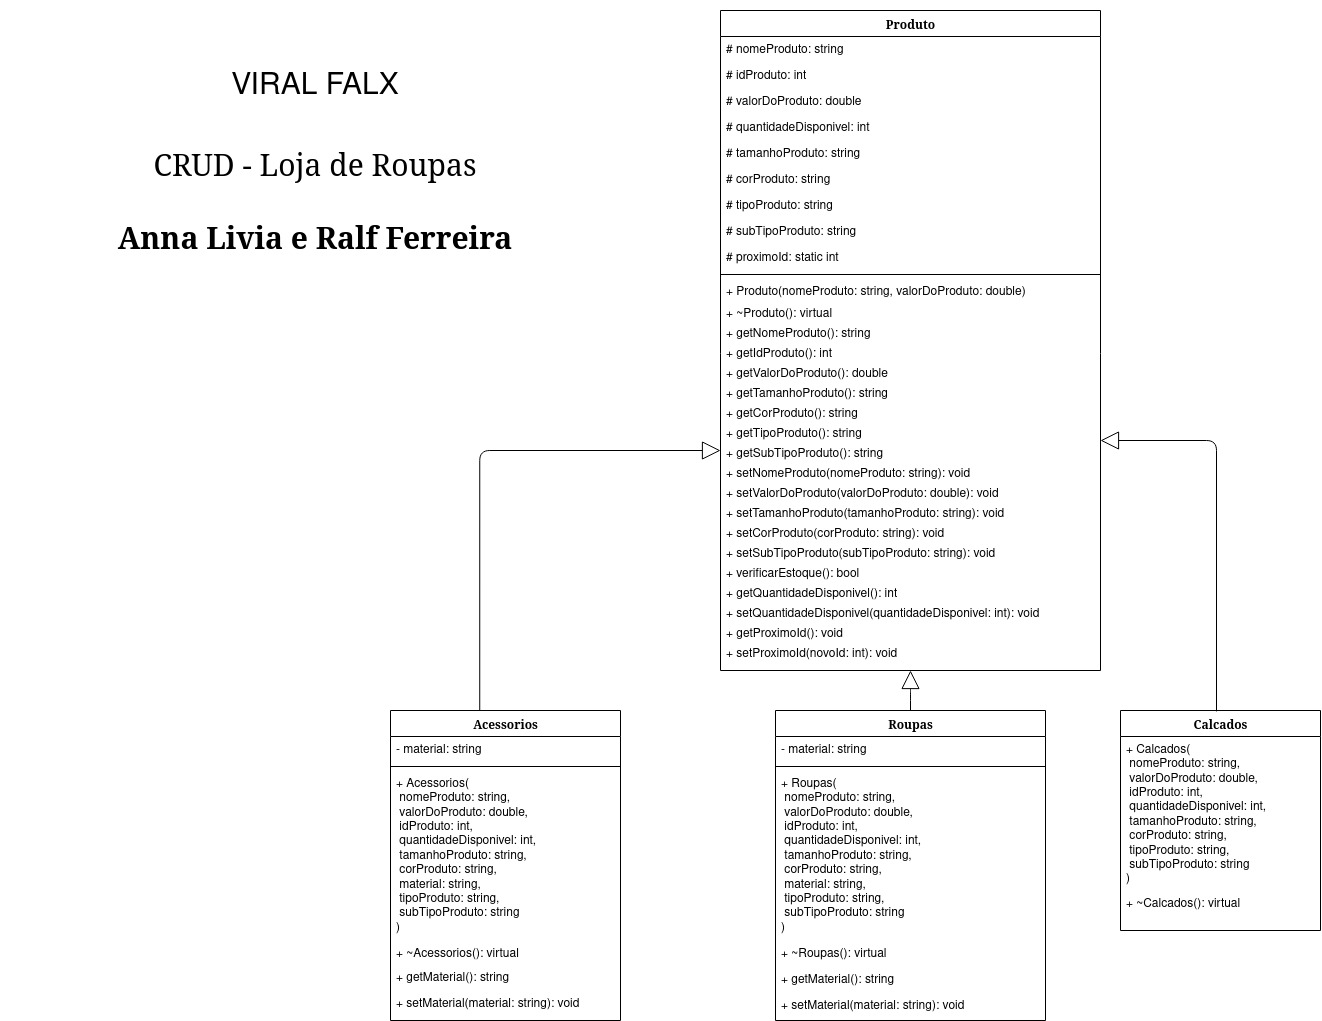 VIRAL FALX
CRUD - Loja de Roupas
Anna Livia e Ralf Ferreira
Produto
# nomeProduto: string
# idProduto: int
# valorDoProduto: double
# quantidadeDisponivel: int
# tamanhoProduto: string
# corProduto: string
# tipoProduto: string
# subTipoProduto: string
# proximoId: static int
+ Produto(nomeProduto: string, valorDoProduto: double)
+ ~Produto(): virtual
+ getNomeProduto(): string
+ getIdProduto(): int
+ getValorDoProduto(): double
+ getTamanhoProduto(): string
+ getCorProduto(): string
+ getTipoProduto(): string
+ getSubTipoProduto(): string
+ setNomeProduto(nomeProduto: string): void
+ setValorDoProduto(valorDoProduto: double): void
+ setTamanhoProduto(tamanhoProduto: string): void
+ setCorProduto(corProduto: string): void
+ setSubTipoProduto(subTipoProduto: string): void
+ verificarEstoque(): bool
+ getQuantidadeDisponivel(): int
+ setQuantidadeDisponivel(quantidadeDisponivel: int): void
+ getProximoId(): void
+ setProximoId(novoId: int): void
Acessorios
- material: string
+ Acessorios(
nomeProduto: string,
valorDoProduto: double,
idProduto: int,
quantidadeDisponivel: int,
tamanhoProduto: string,
corProduto: string,
material: string,
tipoProduto: string,
subTipoProduto: string
)
+ ~Acessorios(): virtual
+ getMaterial(): string
+ setMaterial(material: string): void
Roupas
- material: string
+ Roupas(
nomeProduto: string,
valorDoProduto: double,
idProduto: int,
quantidadeDisponivel: int,
tamanhoProduto: string,
corProduto: string,
material: string,
tipoProduto: string,
subTipoProduto: string
)
+ ~Roupas(): virtual
+ getMaterial(): string
+ setMaterial(material: string): void
Calcados
+ Calcados(
nomeProduto: string,
valorDoProduto: double,
idProduto: int,
quantidadeDisponivel: int,
tamanhoProduto: string,
corProduto: string,
tipoProduto: string,
subTipoProduto: string
)
+ ~Calcados(): virtual